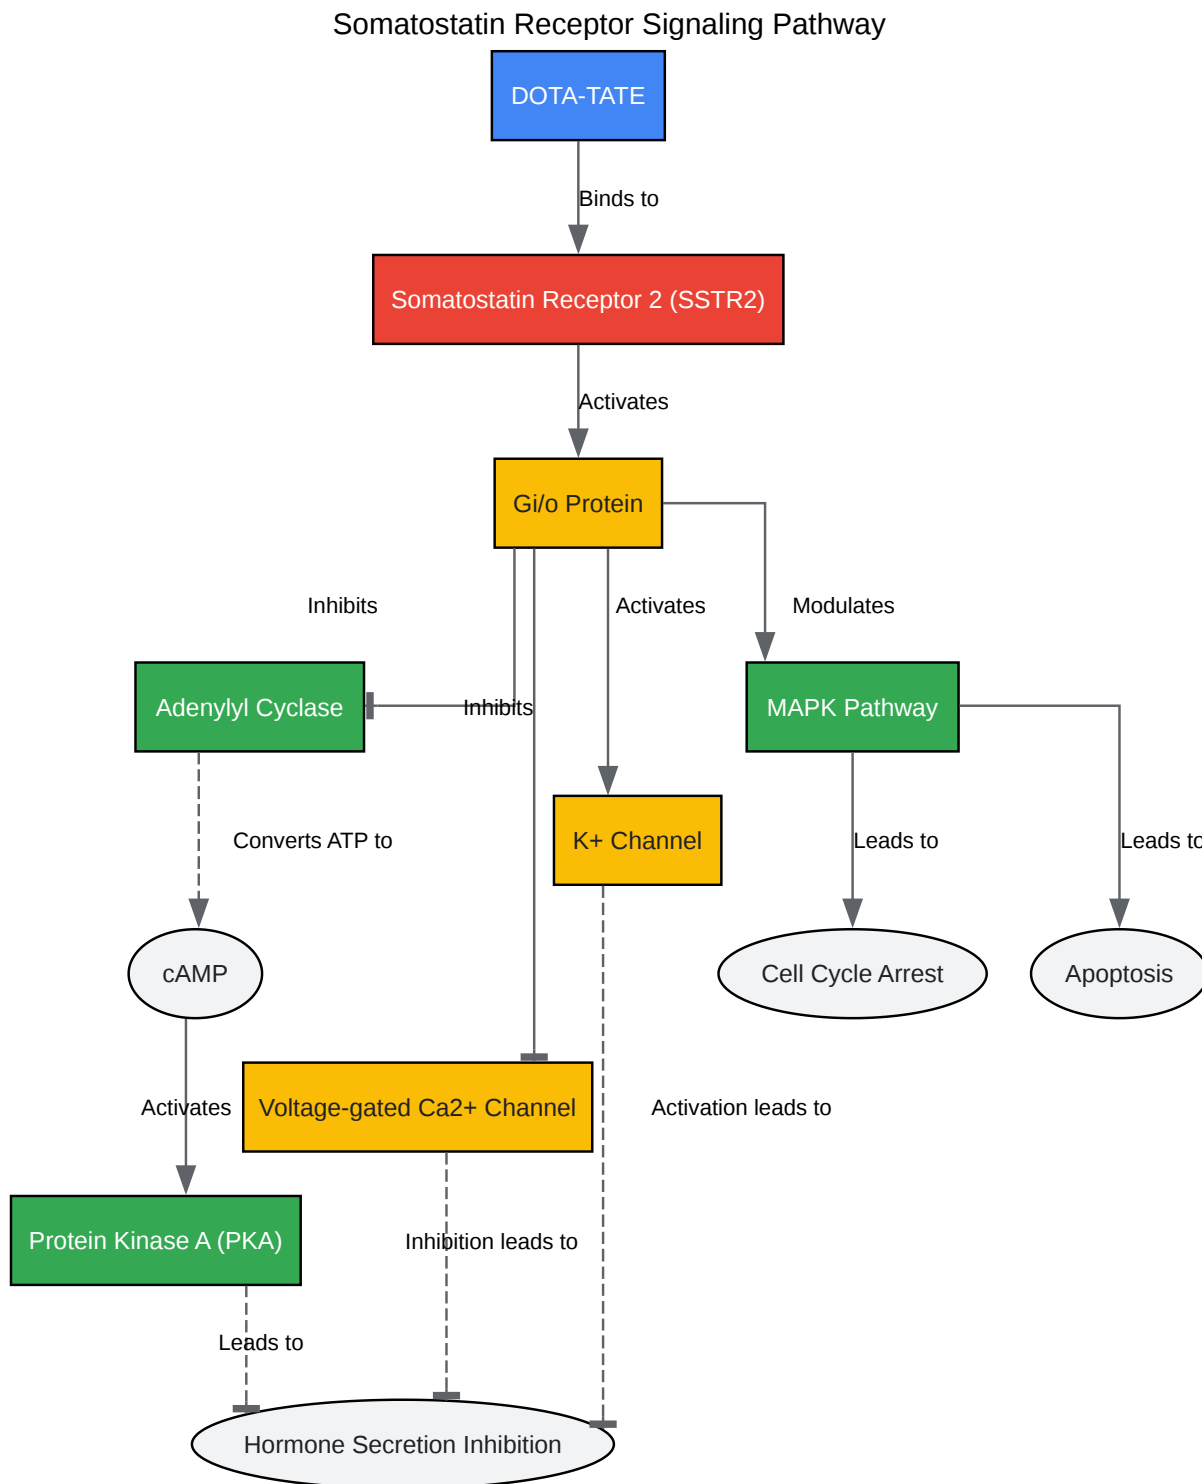 Somatostatin Receptor Signaling Pathway
DOTA-TATE
Binds to
Somatostatin Receptor 2 (SSTR2)
Activates
Gi/o Protein
Inhibits
Activates
Modulates
Adenylyl Cyclase
Inhibits
MAPK Pathway
Converts ATP to
K+ Channel
Leads to
Leads to
cAMP
Cell Cycle Arrest
Apoptosis
Activates
Voltage-gated Ca2+ Channel
Activation leads to
Protein Kinase A (PKA)
Inhibition leads to
Leads to
Hormone Secretion Inhibition